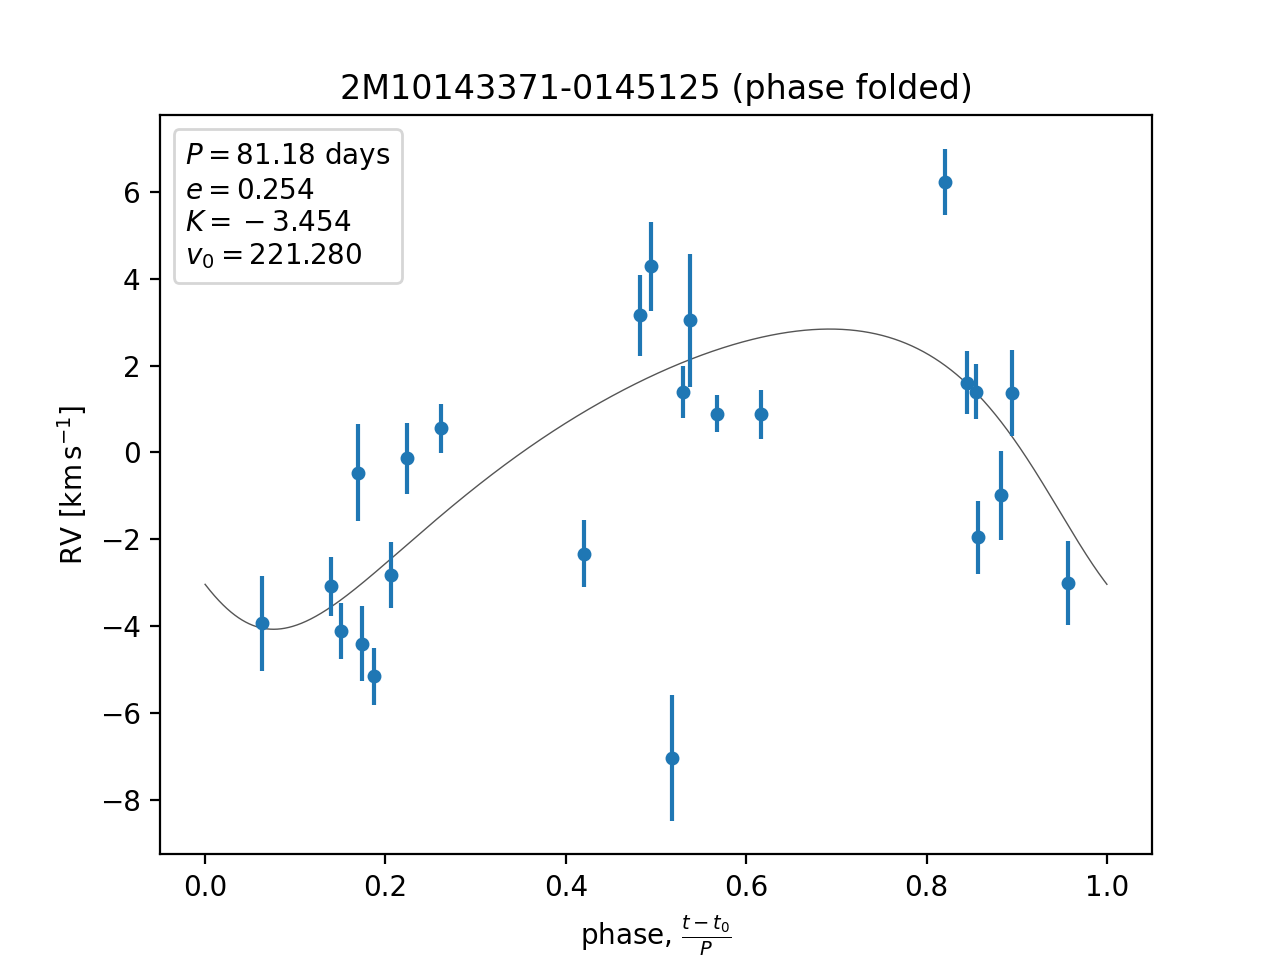 2M10143371-0145125 (phase folded)
P = 81.18 days
e = 0.254
K = −3.454
v₀ = 221.280
6
4
2
0
−2
−4
−6
−8
RV [km s⁻¹]
0.0 0.2 0.4 0.6 0.8 1.0
phase, (t − t₀)/P